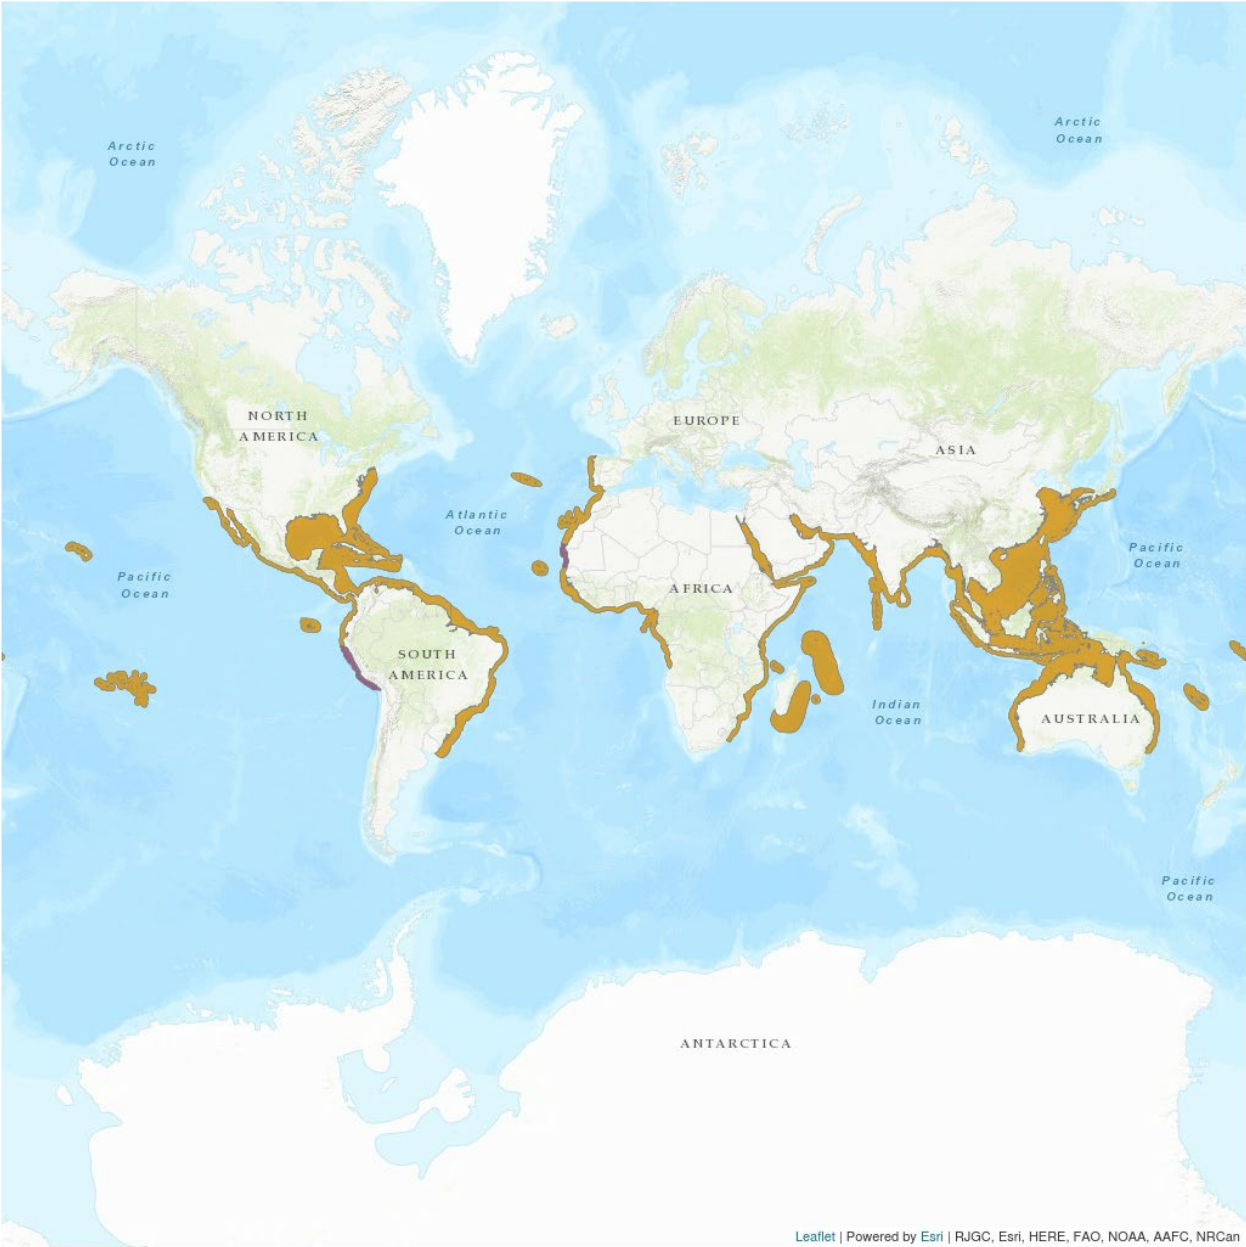 Arctic
Ocean
Arctic
Ocean
NORTH
AMERICA
EUROPE
ASIA
Atlantic
Ocean
Pacific
Ocean
Pacific
Ocean
AFRICA
SOUTH
AMERICA
Indian
Ocean
AUSTRALIA
Pacific
Ocean
ANTARCTICA
Leaflet | Powered by Esri | RJGC, Esri, HERE, FAO, NOAA, AAFC, NRCan